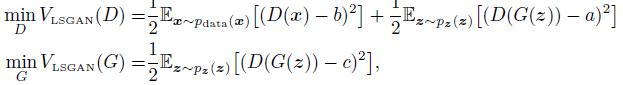 min_D V_LSGAN(D) = 1/2 𝔼_{x∼p_data(x)}[(D(x) − b)²] + 1/2 𝔼_{z∼p_z(z)}[(D(G(z)) − a)²]
min_G V_LSGAN(G) = 1/2 𝔼_{z∼p_z(z)}[(D(G(z)) − c)²],